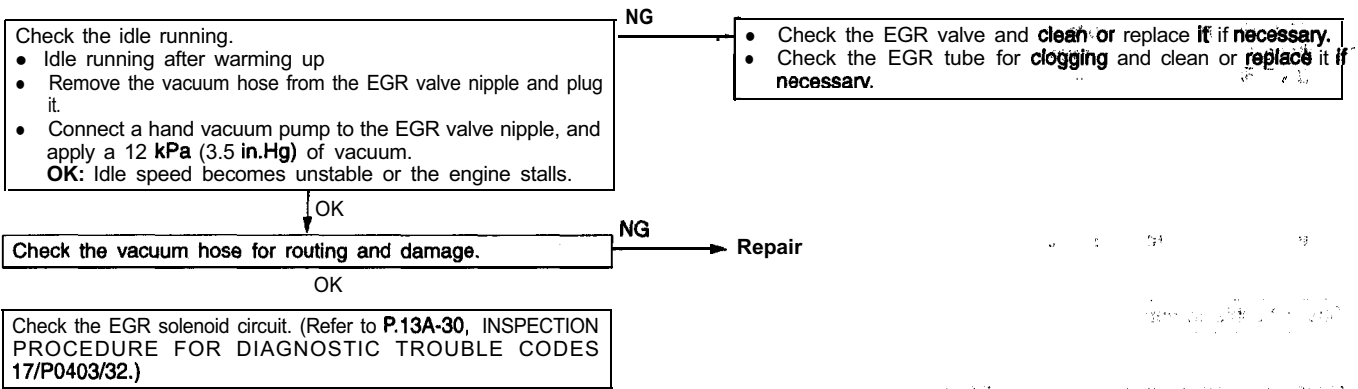 NG
Check the idle running.
• Idle running after warming up
• Remove the vacuum hose from the EGR valve nipple and plug
it.
• Connect a hand vacuum pump to the EGR valve nipple, and
apply a 12 kPa (3.5 in.Hg) of vacuum.
OK: Idle speed becomes unstable or the engine stalls.
• Check the EGR valve and clean or replace it if necessary.
• Check the EGR tube for clogging and clean or replace it if
necessary.
OK
Check the vacuum hose for routing and damage.
NG
Repair
OK
Check the EGR solenoid circuit. (Refer to P.13A-30, INSPECTION
PROCEDURE FOR DIAGNOSTIC TROUBLE CODES
17/P0403/32.)